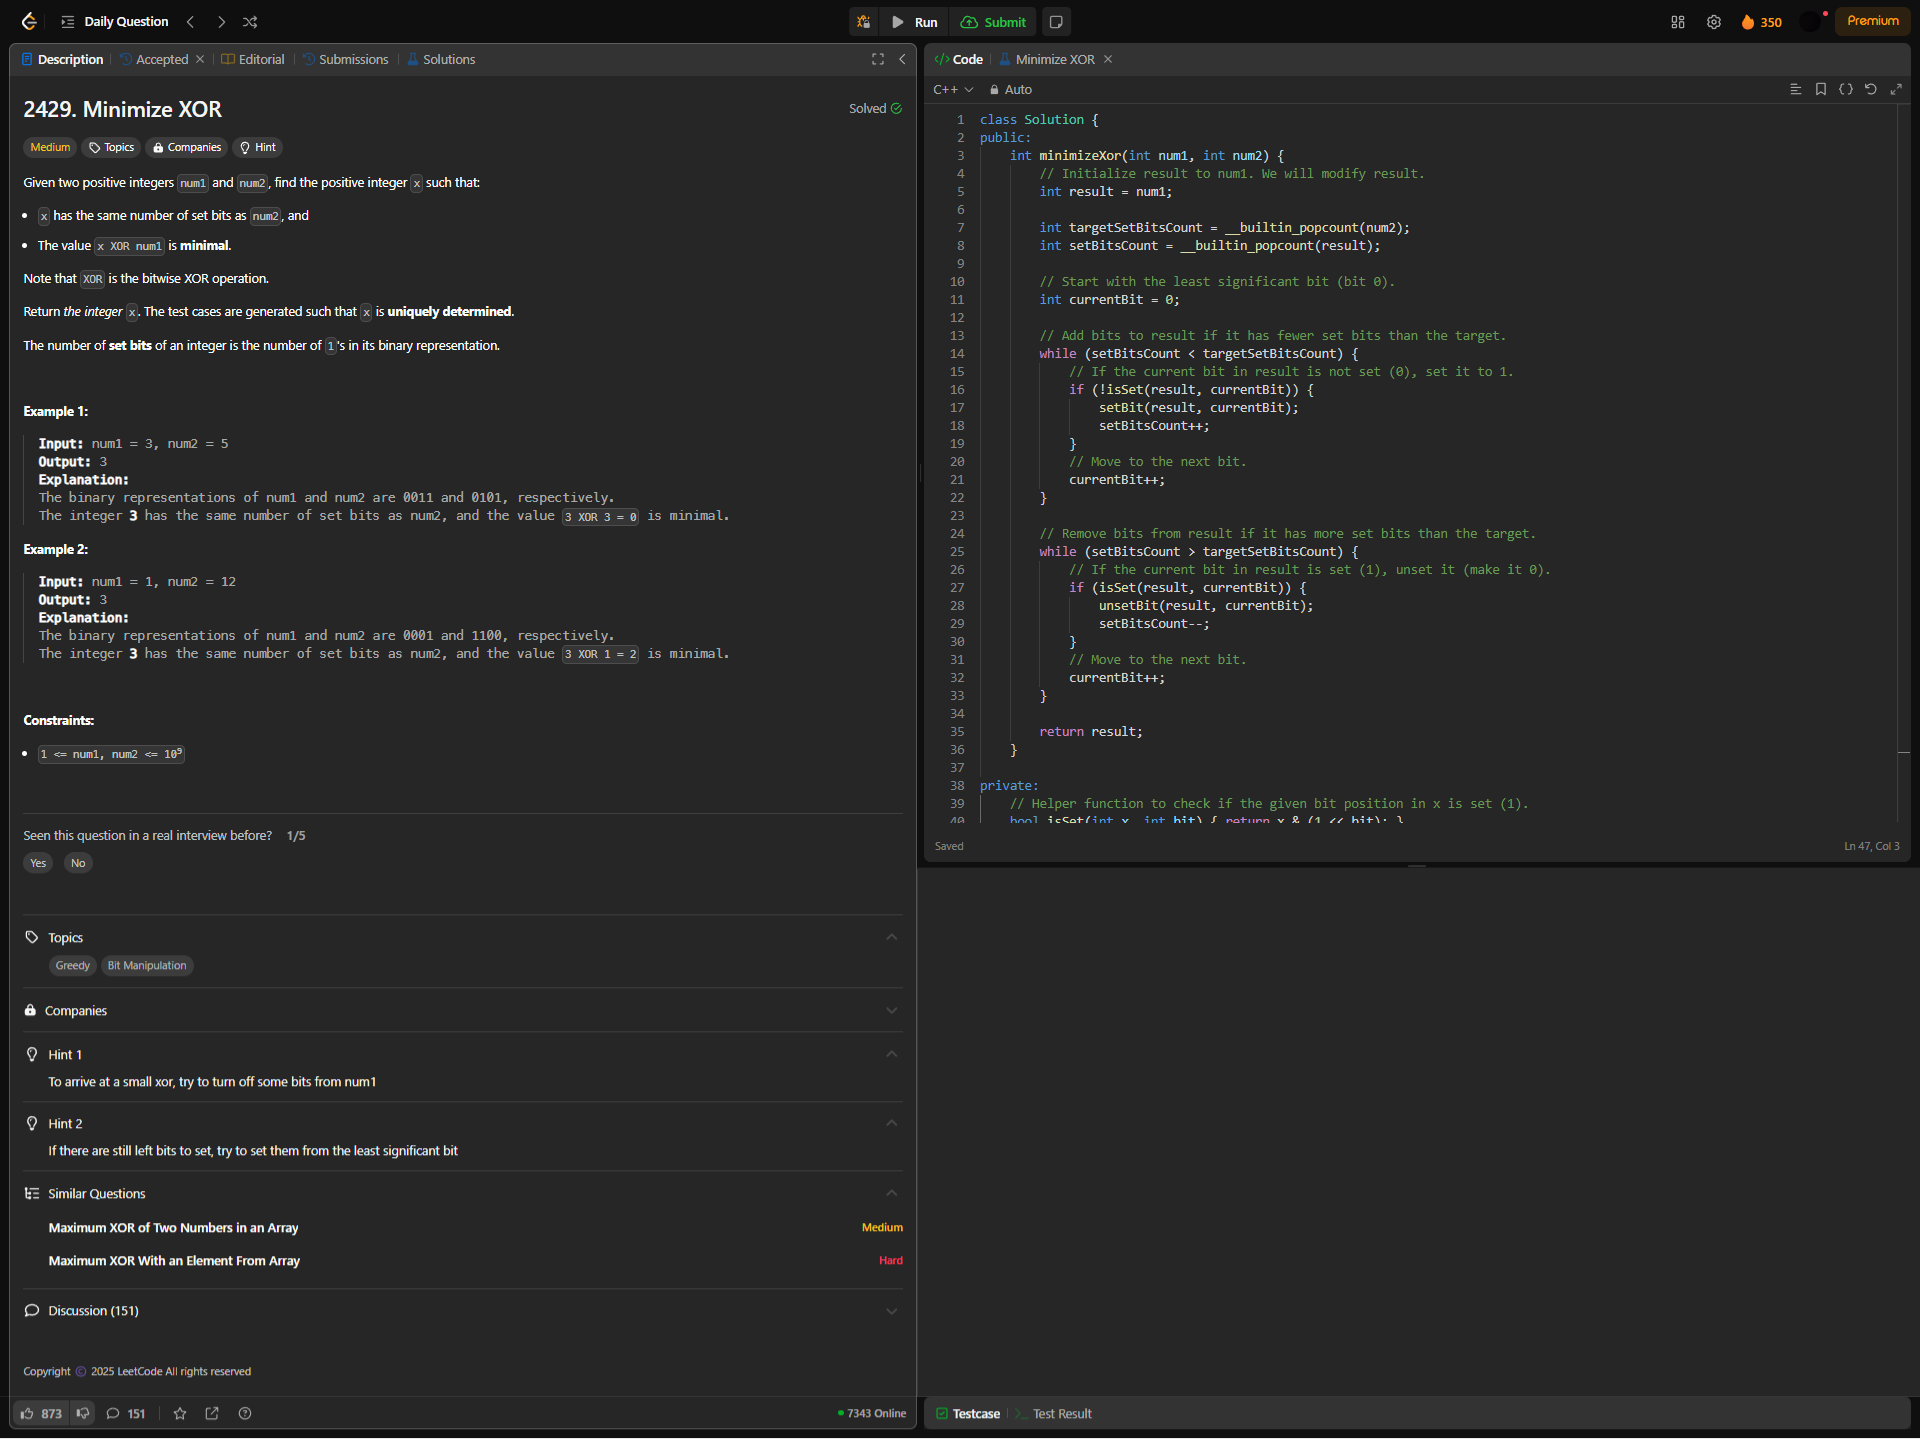 Daily Question
Run
Submit
350
Premium
Description
Accepted
Editorial
Submissions
Solutions
2429. Minimize XOR
Solved
Medium
Topics
Companies
Hint
Given two positive integers num1 and num2, find the positive integer x such that:
• x has the same number of set bits as num2, and
• The value x XOR num1 is minimal.
Note that XOR is the bitwise XOR operation.
Return the integer x. The test cases are generated such that x is uniquely determined.
The number of set bits of an integer is the number of 1's in its binary representation.
Example 1:
Input: num1 = 3, num2 = 5
Output: 3
Explanation:
The binary representations of num1 and num2 are 0011 and 0101, respectively.
The integer 3 has the same number of set bits as num2, and the value 3 XOR 3 = 0 is minimal.
Example 2:
Input: num1 = 1, num2 = 12
Output: 3
Explanation:
The binary representations of num1 and num2 are 0001 and 1100, respectively.
The integer 3 has the same number of set bits as num2, and the value 3 XOR 1 = 2 is minimal.
Constraints:
• 1 <= num1, num2 <= 10⁹
Seen this question in a real interview before? 1/5
Yes
No
Topics
Greedy
Bit Manipulation
Companies
Hint 1
To arrive at a small xor, try to turn off some bits from num1
Hint 2
If there are still left bits to set, try to set them from the least significant bit
Similar Questions
Maximum XOR of Two Numbers in an Array
Medium
Maximum XOR With an Element From Array
Hard
Discussion (151)
Copyright © 2025 LeetCode All rights reserved
873
151
7343 Online
</> Code
Minimize XOR
C++
Auto
1 class Solution {
2 public:
3     int minimizeXor(int num1, int num2) {
4         // Initialize result to num1. We will modify result.
5         int result = num1;
6
7         int targetSetBitsCount = __builtin_popcount(num2);
8         int setBitsCount = __builtin_popcount(result);
9
10         // Start with the least significant bit (bit 0).
11         int currentBit = 0;
12
13         // Add bits to result if it has fewer set bits than the target.
14         while (setBitsCount < targetSetBitsCount) {
15             // If the current bit in result is not set (0), set it to 1.
16             if (!isSet(result, currentBit)) {
17                 setBit(result, currentBit);
18                 setBitsCount++;
19             }
20             // Move to the next bit.
21             currentBit++;
22         }
23
24         // Remove bits from result if it has more set bits than the target.
25         while (setBitsCount > targetSetBitsCount) {
26             // If the current bit in result is set (1), unset it (make it 0).
27             if (isSet(result, currentBit)) {
28                 unsetBit(result, currentBit);
29                 setBitsCount--;
30             }
31             // Move to the next bit.
32             currentBit++;
33         }
34
35         return result;
36     }
37
38 private:
39     // Helper function to check if the given bit position in x is set (1).
40     bool isSet(int x, int bit) { return x & (1 << bit); }
Saved
Ln 47, Col 3
Testcase
Test Result